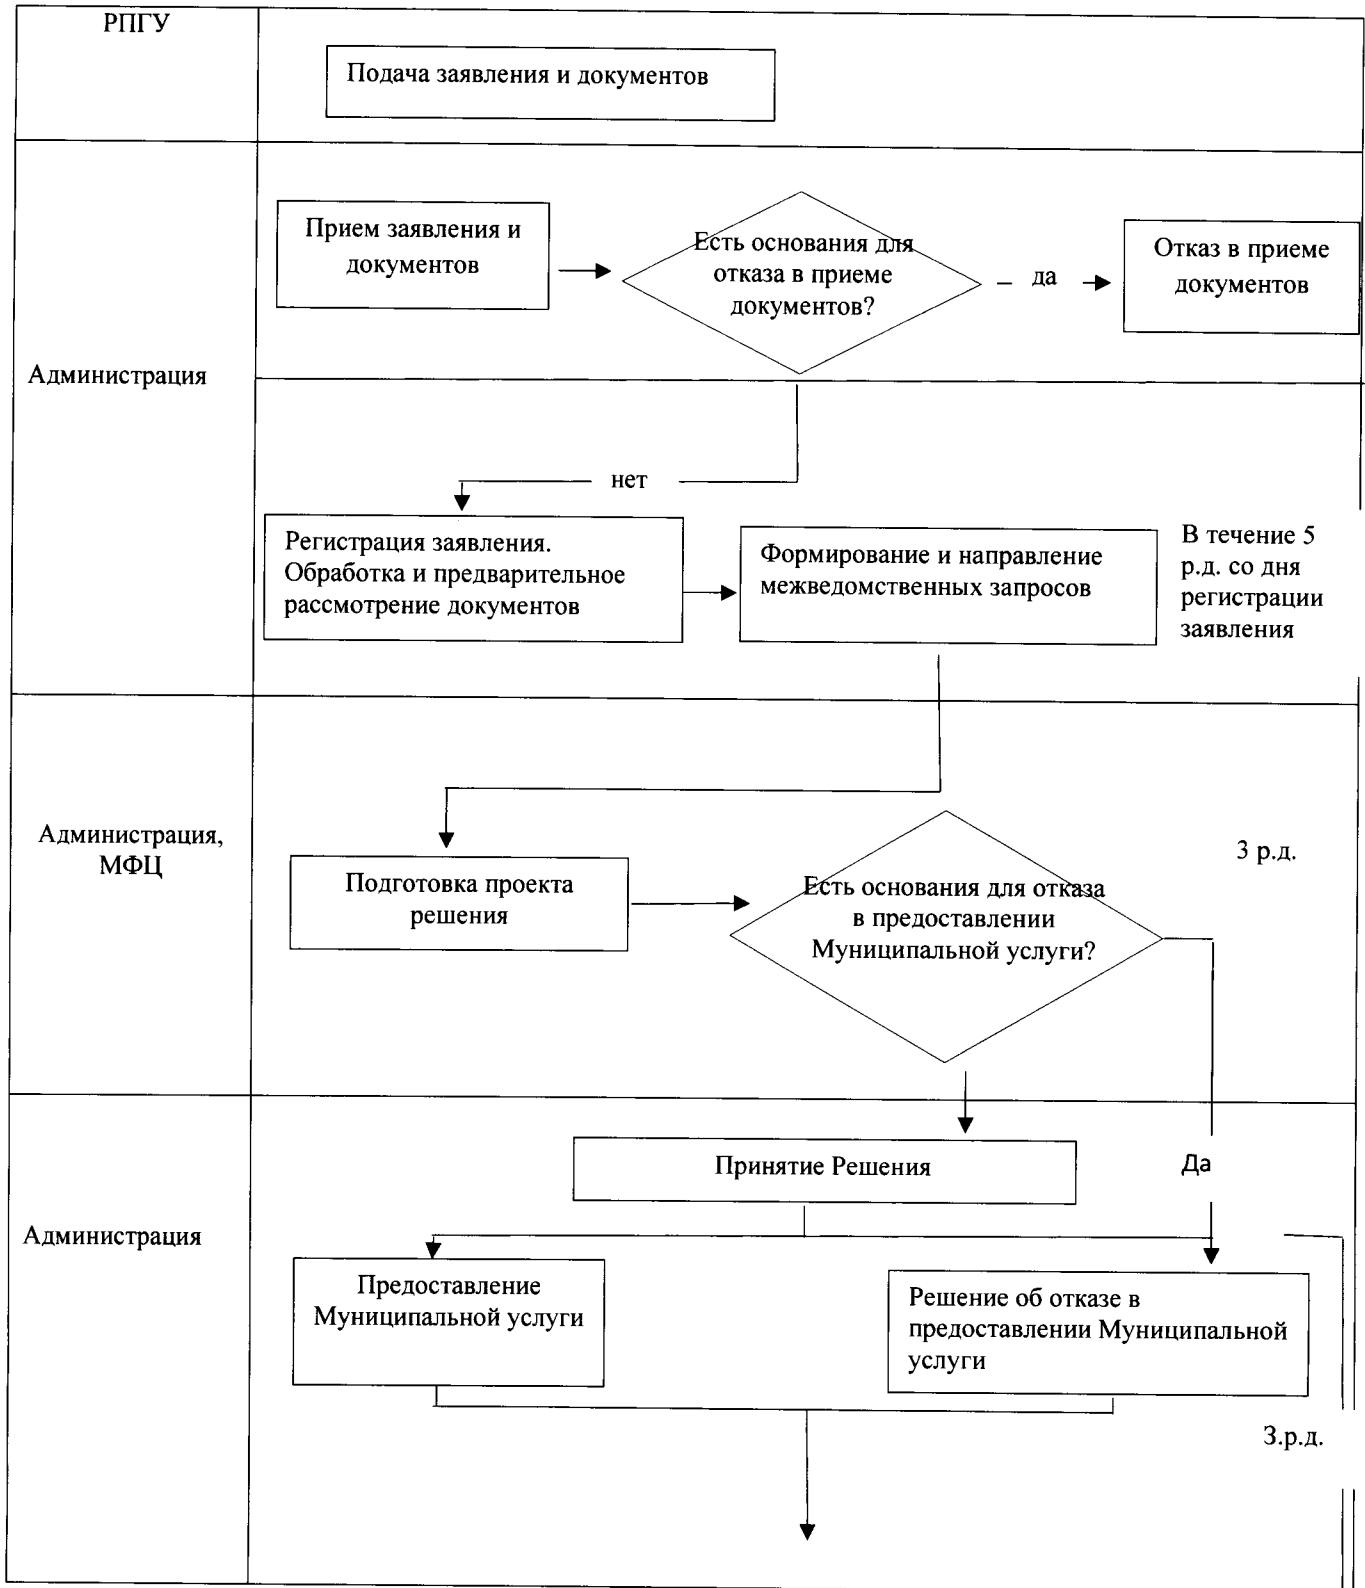 РПГУ
Подача заявления и документов
Администрация
Прием заявления и
документов
Есть основания для
отказа в приеме
документов?
да
Отказ в приеме
документов
нет
Регистрация заявления.
Обработка и предварительное
рассмотрение документов
Формирование и направление
межведомственных запросов
В течение 5
р.д. со дня
регистрации
заявления
Администрация,
МФЦ
Подготовка проекта
решения
Есть основания для отказа
в предоставлении
Муниципальной услуги?
3 р.д.
Администрация
Принятие Решения
Да
Предоставление
Муниципальной услуги
Решение об отказе в
предоставлении Муниципальной
услуги
3.р.д.